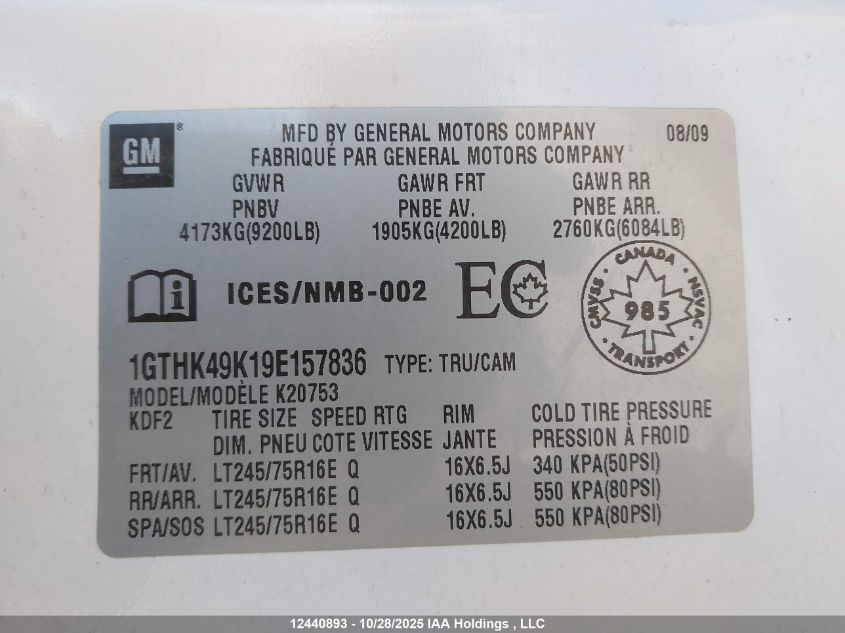 GM
MFD BY GENERAL MOTORS COMPANY 08/09
FABRIQUÉ PAR GENERAL MOTORS COMPANY
GVWR GAWR FRT GAWR RR
PNBV PNBE AV. PNBE ARR.
4173KG(9200LB) 1905KG(4200LB) 2760KG(6084LB)
i ICES/NMB-002 EC CANADA CMVSS 985 NSVAC TRANSPORT
1GTHK49K19E157836 TYPE: TRU/CAM
MODEL/MODÈLE K20753
KDF2 TIRE SIZE SPEED RTG RIM COLD TIRE PRESSURE
DIM. PNEU COTE VITESSE JANTE PRESSION À FROID
FRT/AV. LT245/75R16E Q 16X6.5J 340 KPA(50PSI)
RR/ARR. LT245/75R16E Q 16X6.5J 550 KPA(80PSI)
SPA/SOS LT245/75R16E Q 16X6.5J 550 KPA(80PSI)
12440893 - 10/28/2025 IAA Holdings , LLC